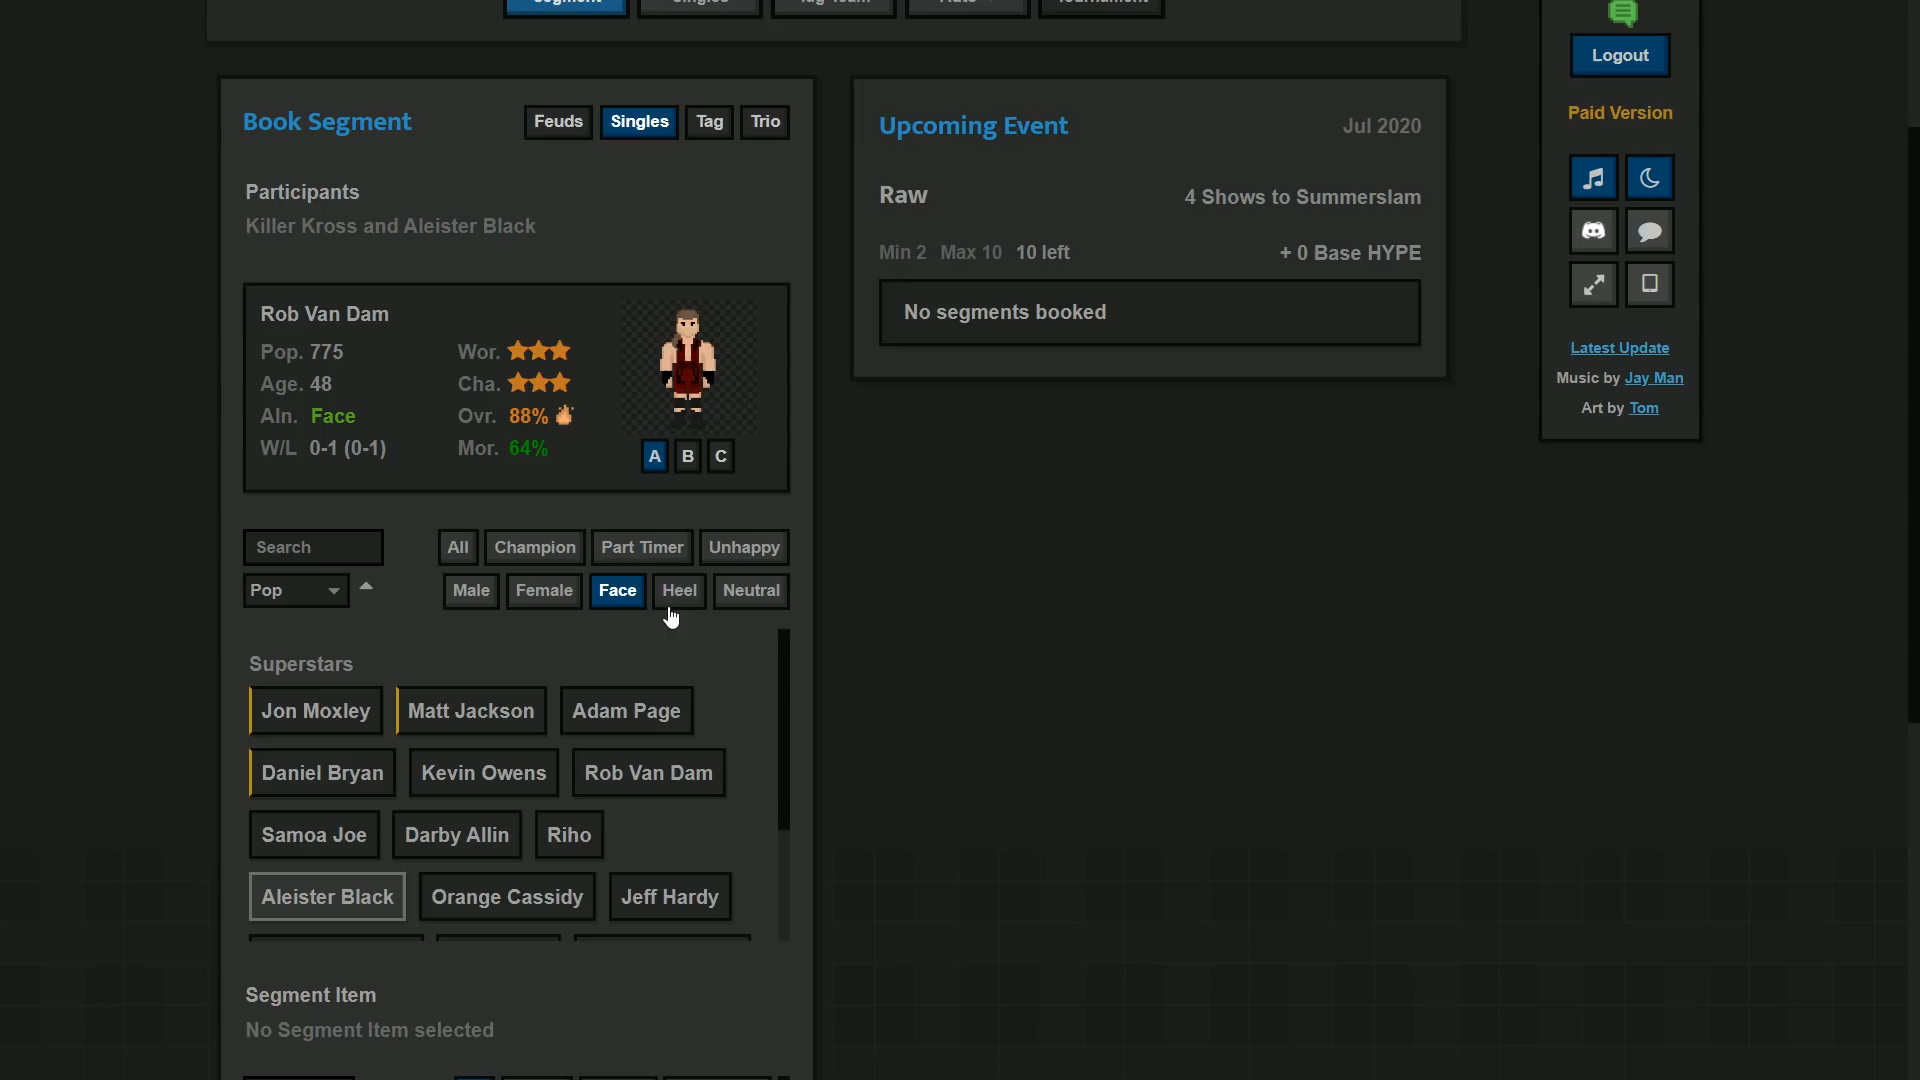 Segment Singles Tag Team Tournament
Book Segment
Feuds Singles Tag Trio
Participants
Killer Kross and Aleister Black
Rob Van Dam
Pop. 775 Wor.
Age. 48 Cha.
Aln. Face Ovr. 88%
W/L 0-1 (0-1) Mor. 64%
A B C
Search All Champion Part Timer Unhappy
Pop Male Female Face Heel Neutral
Superstars
Jon Moxley Matt Jackson Adam Page
Daniel Bryan Kevin Owens Rob Van Dam
Samoa Joe Darby Allin Riho
Aleister Black Orange Cassidy Jeff Hardy
Segment Item
No Segment Item selected
Upcoming Event Jul 2020
Raw 4 Shows to Summerslam
Min 2 Max 10 10 left + 0 Base HYPE
No segments booked
Logout
Paid Version
Latest Update
Music by Jay Man
Art by Tom